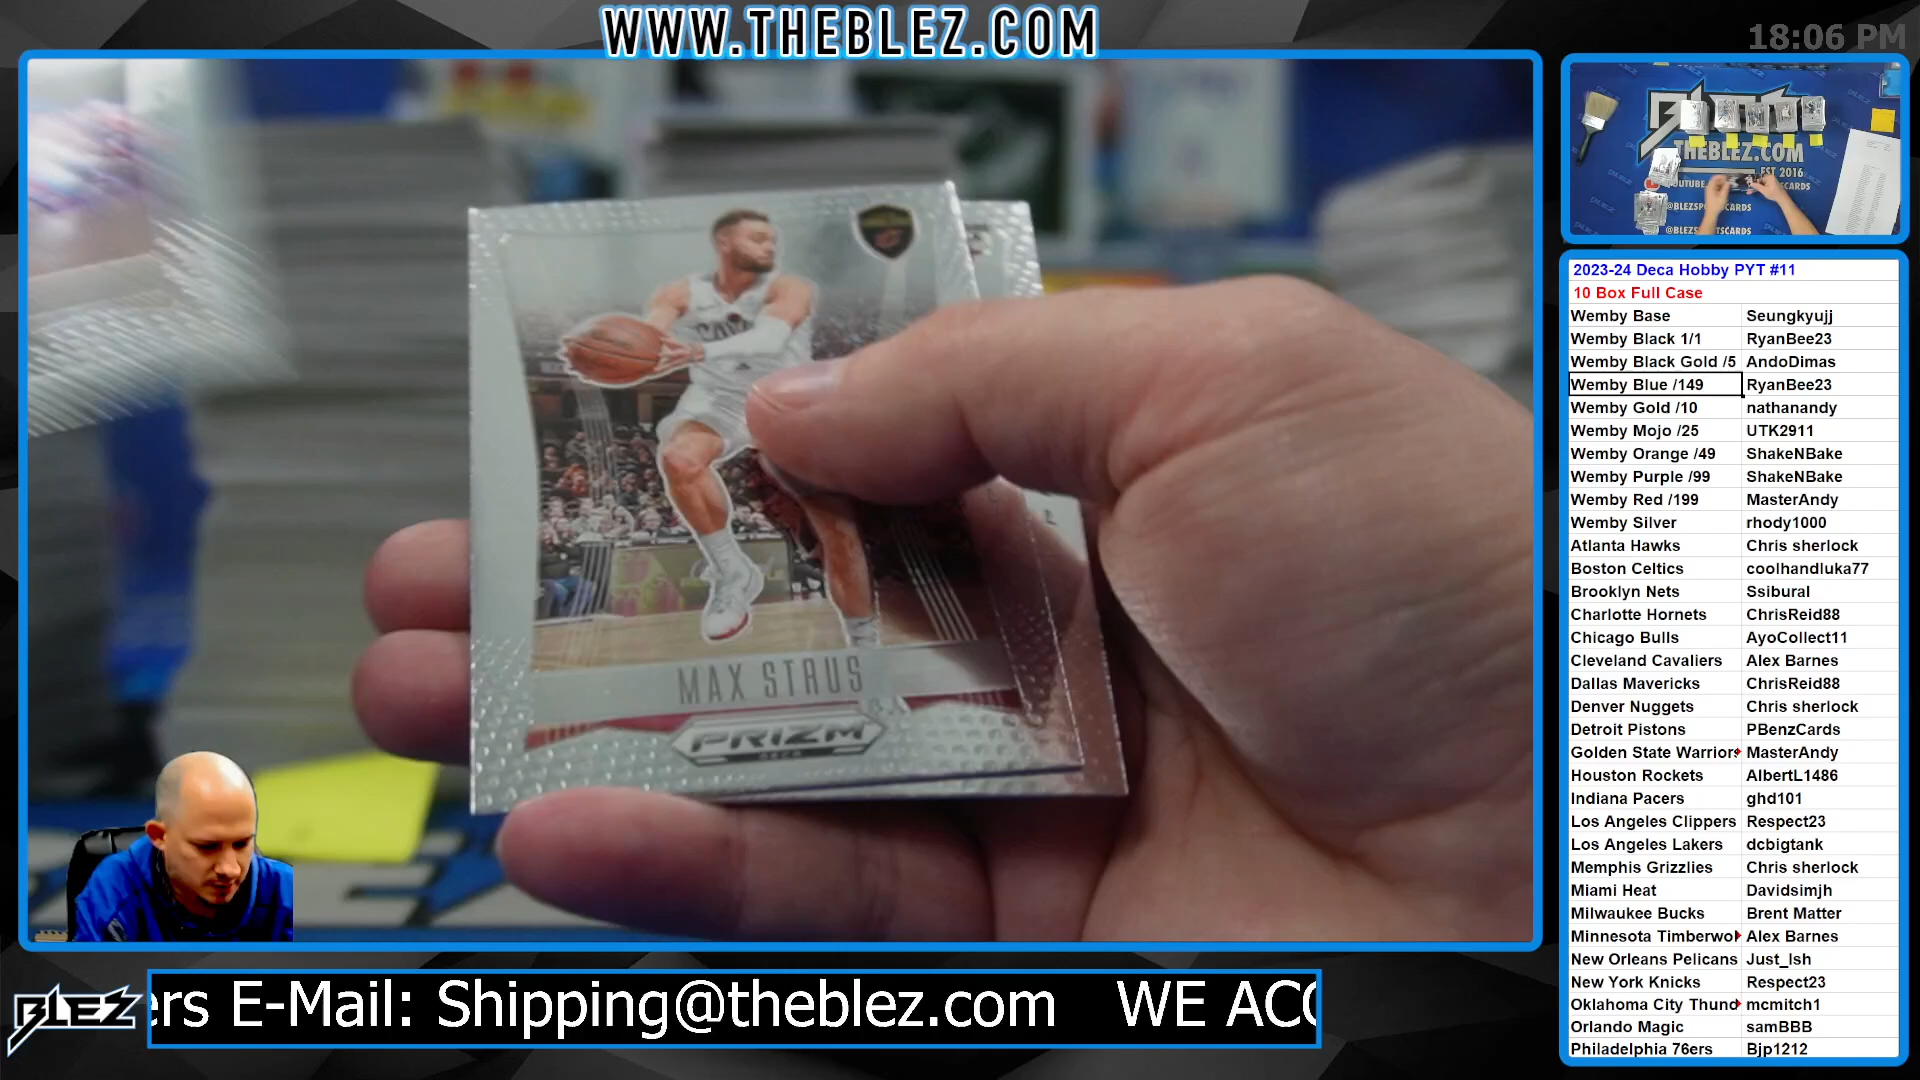 WWW.THEBLEZ.COM
18:06 PM
THEBLEZ.COM
EST 2016
@BLEZSPORTSCARDS
@BLEZSPORTSCARDS
MAX STRUS
PRIZM
DECA
2023-24 Deca Hobby PYT #11
10 Box Full Case
Wemby Base Seungkyujj
Wemby Black 1/1 RyanBee23
Wemby Black Gold /5 AndoDimas
Wemby Blue /149 RyanBee23
Wemby Gold /10 nathanandy
Wemby Mojo /25 UTK2911
Wemby Orange /49 ShakeNBake
Wemby Purple /99 ShakeNBake
Wemby Red /199 MasterAndy
Wemby Silver rhody1000
Atlanta Hawks Chris sherlock
Boston Celtics coolhandluka77
Brooklyn Nets Ssibural
Charlotte Hornets ChrisReid88
Chicago Bulls AyoCollect11
Cleveland Cavaliers Alex Barnes
Dallas Mavericks ChrisReid88
Denver Nuggets Chris sherlock
Detroit Pistons PBenzCards
Golden State Warriors MasterAndy
Houston Rockets AlbertL1486
Indiana Pacers ghd101
Los Angeles Clippers Respect23
Los Angeles Lakers dcbigtank
Memphis Grizzlies Chris sherlock
Miami Heat Davidsimjh
Milwaukee Bucks Brent Matter
Minnesota Timberwol Alex Barnes
New Orleans Pelicans Just_Ish
New York Knicks Respect23
Oklahoma City Thund mcmitch1
Orlando Magic samBBB
Philadelphia 76ers Bjp1212
BLEZ
ers E-Mail: Shipping@theblez.com WE ACC